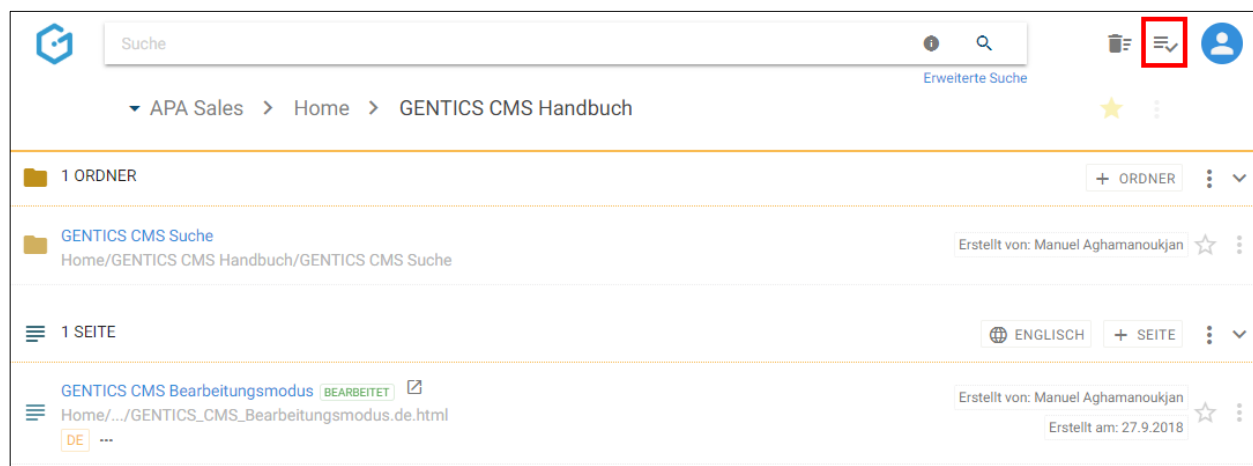 Suche
Erweiterte Suche
APA Sales > Home > GENTICS CMS Handbuch
1 ORDNER
+ ORDNER
GENTICS CMS Suche
Erstellt von: Manuel Aghamanoukjan
Home/GENTICS CMS Handbuch/GENTICS CMS Suche
1 SEITE
ENGLISCH
+ SEITE
GENTICS CMS Bearbeitungsmodus BEARBEITET
Erstellt von: Manuel Aghamanoukjan
Home/.../GENTICS_CMS_Bearbeitungsmodus.de.html
Erstellt am: 27.9.2018
DE ---